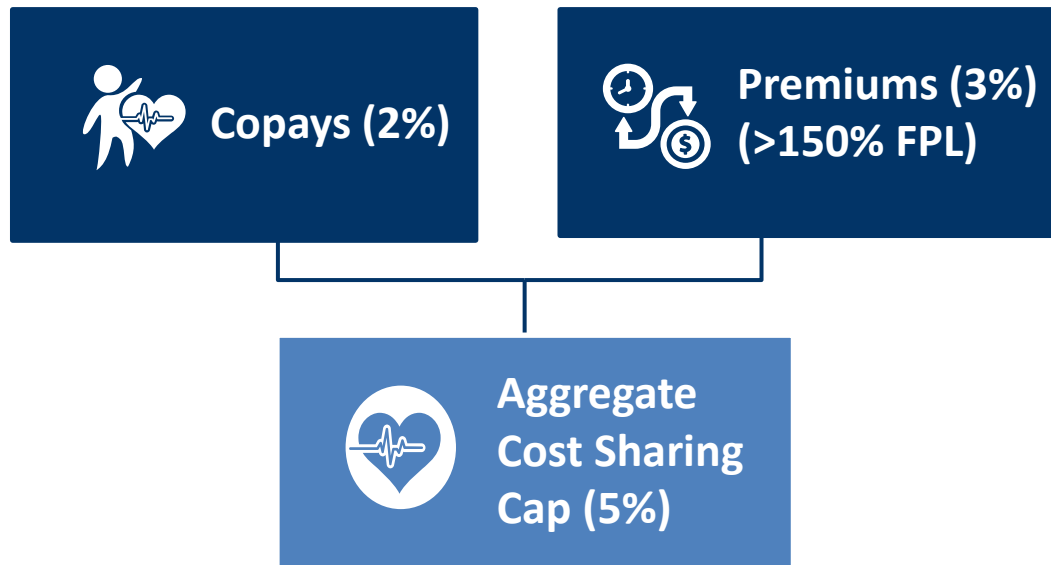 Copays (2%)
Premiums (3%)
(>150% FPL)
$
Aggregate
Cost Sharing
Cap (5%)